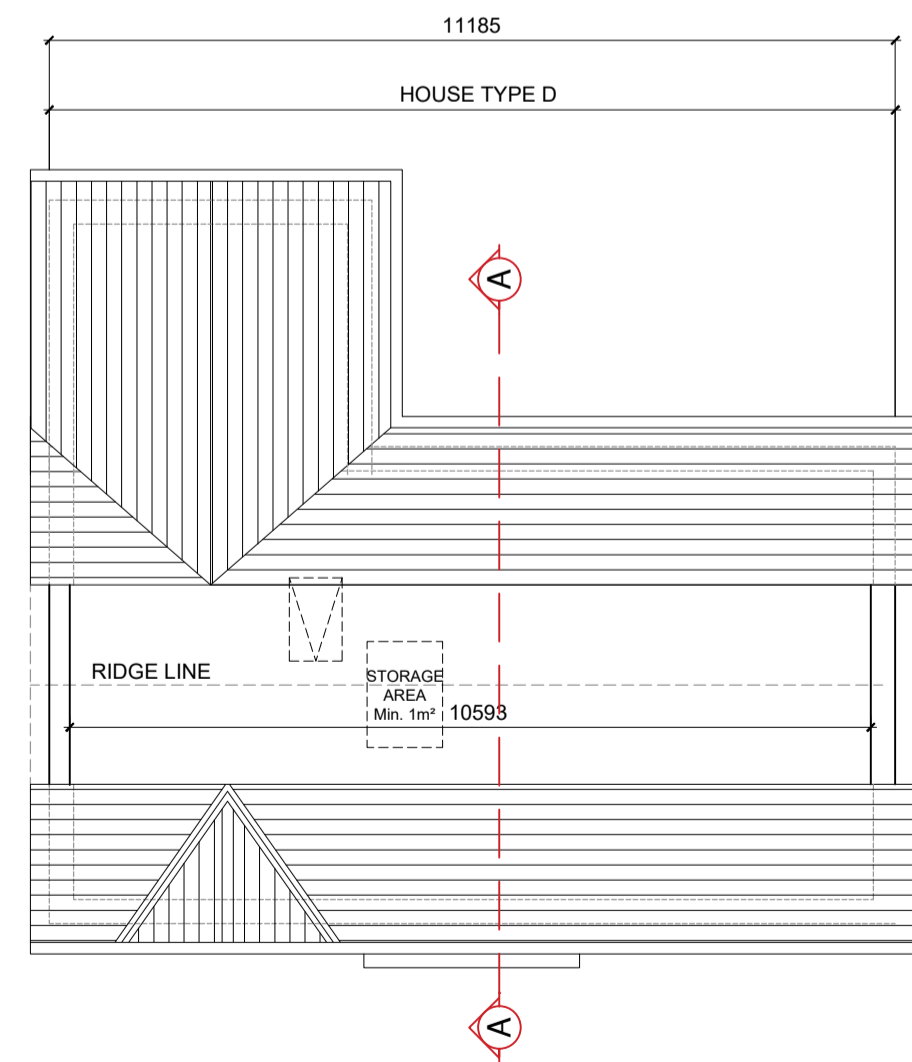 11185
HOUSE TYPE D
A
RIDGE LINE
STORAGE
AREA
Min. 1m²
10593
A